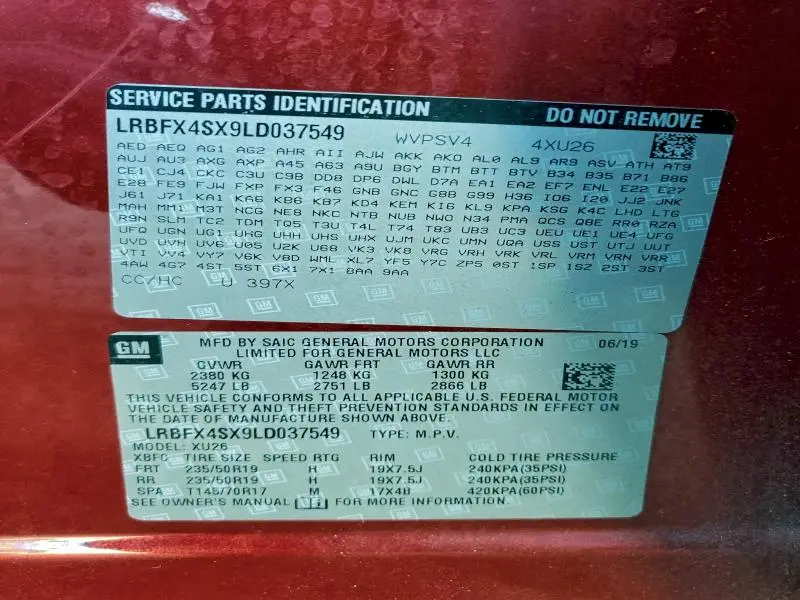 SERVICE PARTS IDENTIFICATION DO NOT REMOVE
LRBFX4SX9LD037549 WVPSV4 4XU26
AED AEQ AG1 AG2 AHR AII AJW AKK AKO AL0 AL9 AR9 ASV ATH AT9
AUJ AU3 AXG AXP A45 A63 A9U BGY BTM BTT BTV B34 B35 B71 B86
CE1 CJ4 CKC C3U C9B DD8 DP6 DWL D7A EA1 EA2 EF7 ENL E22 E27
E28 FE9 FJW FXP FX3 F46 GNB GNC G8B G99 H36 IO6 I20 JJ2 JNK
J61 J71 KA1 KA6 KB6 KB7 KD4 KEM KI6 KL9 KPA KSG K4C LHD LTG
MAH MM1 M3T NCG NE8 NKC NTB NUB NWO N34 PMA QCS Q8E RR0 RZA
R9N SLM TC2 TDM TQ5 T3U T4L T74 T83 UB3 UC3 UEU UEI UE4 UFG
UFQ UGN UG1 UHG UHH UHS UHX UJM UKC UMN UQA USS UST UTJ UUT
UVD UVH UV6 U05 U2K U68 VK3 VK8 VRG VRH VRK VRL VRM VRN VRR
VTI VV4 VY7 V6K V8D WML XL7 YF5 Y7C ZP5 0ST 1SP 1SZ 2ST 3ST
4AW 4G7 4ST 5ST 6X1 7X1 8AA 9AA
CC/HC U 397X
GM
MFD BY SAIC GENERAL MOTORS CORPORATION 06/19
LIMITED FOR GENERAL MOTORS LLC
GVWR GAWR FRT GAWR RR
2380 KG 1248 KG 1300 KG
5247 LB 2751 LB 2866 LB
THIS VEHICLE CONFORMS TO ALL APPLICABLE U.S. FEDERAL MOTOR
VEHICLE SAFETY AND THEFT PREVENTION STANDARDS IN EFFECT ON
THE DATE OF MANUFACTURE SHOWN ABOVE.
LRBFX4SX9LD037549 TYPE: M.P.V.
MODEL: XU26
XBFC TIRE SIZE SPEED RTG RIM COLD TIRE PRESSURE
FRT 235/50R19 H 19X7.5J 240KPA(35PSI)
RR 235/50R19 H 19X7.5J 240KPA(35PSI)
SPA T145/70R17 M 17X4B 420KPA(60PSI)
SEE OWNER'S MANUAL FOR MORE INFORMATION